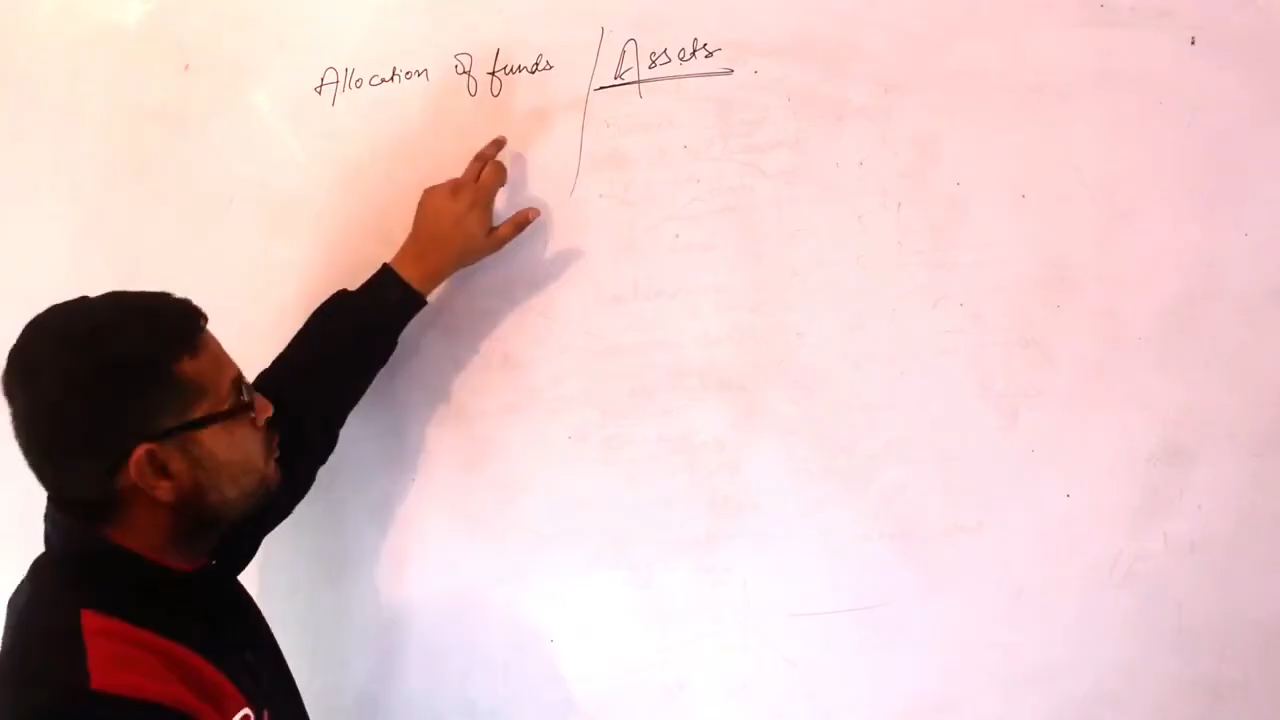 Allocation of funds / Assets.